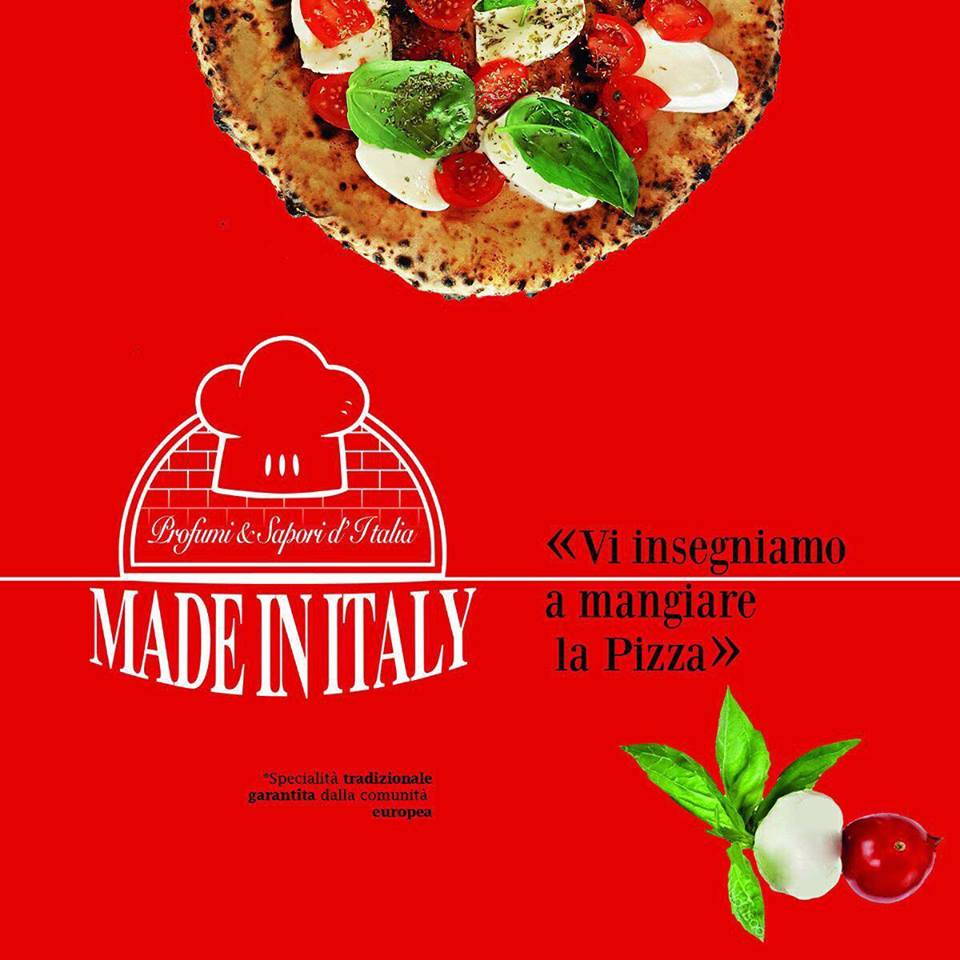 Profumi & Sapori d'Italia
MADE IN ITALY
«Vi insegniamo
a mangiare
la Pizza»
*Specialità tradizionale
garantita dalla comunità
europea